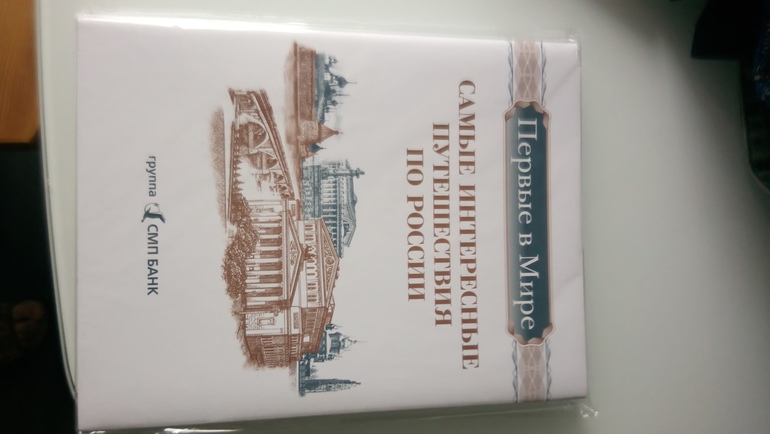 Первые в Мире
САМЫЕ ИНТЕРЕСНЫЕ
ПУТЕШЕСТВИЯ
ПО РОССИИ
группа СМП БАНК